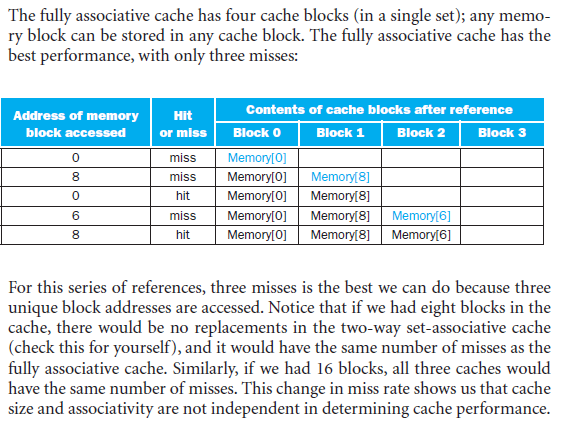 The fully associative cache has four cache blocks (in a single set); any memo-
ry block can be stored in any cache block. The fully associative cache has the
best performance, with only three misses:
Address of memory block accessed Hit or miss Contents of cache blocks after reference
Block 0 Block 1 Block 2 Block 3
0 miss Memory[0]
8 miss Memory[0] Memory[8]
0 hit Memory[0] Memory[8]
6 miss Memory[0] Memory[8] Memory[6]
8 hit Memory[0] Memory[8] Memory[6]
For this series of references, three misses is the best we can do because three
unique block addresses are accessed. Notice that if we had eight blocks in the
cache, there would be no replacements in the two-way set-associative cache
(check this for yourself), and it would have the same number of misses as the
fully associative cache. Similarly, if we had 16 blocks, all three caches would
have the same number of misses. This change in miss rate shows us that cache
size and associativity are not independent in determining cache performance.